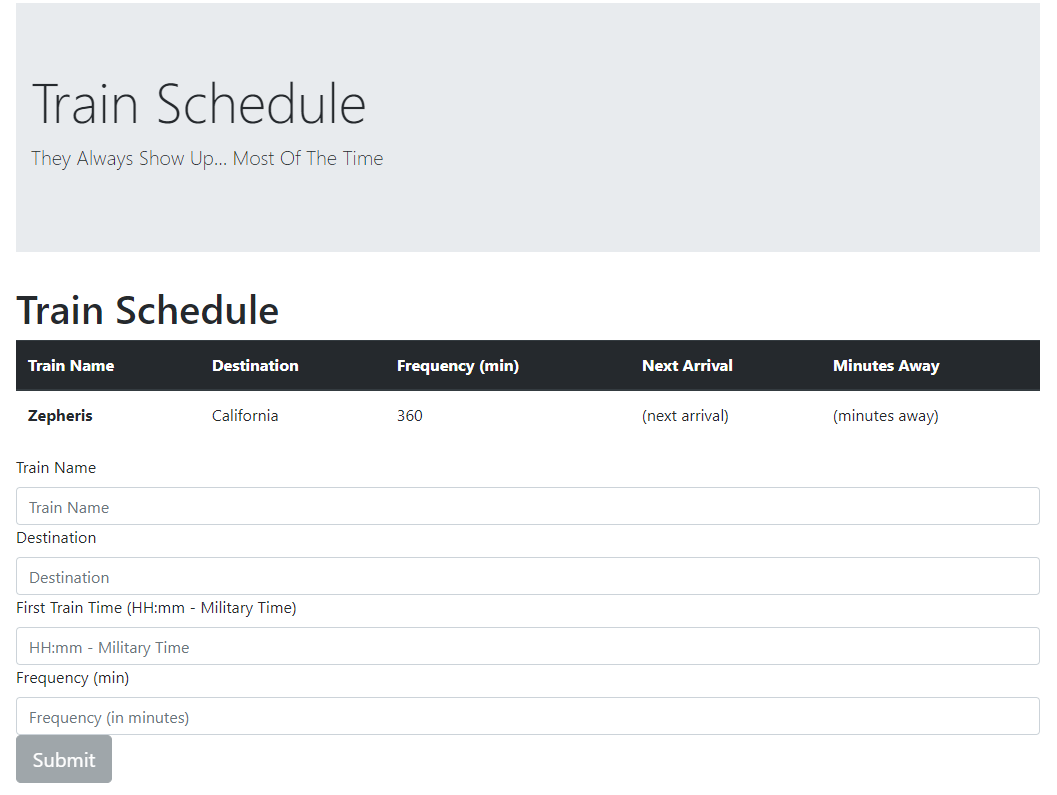 Train Schedule
They Always Show Up... Most Of The Time
Train Schedule
Train Name Destination Frequency (min) Next Arrival Minutes Away
Zepheris California 360 (next arrival) (minutes away)
Train Name
Train Name
Destination
Destination
First Train Time (HH:mm - Military Time)
HH:mm - Military Time
Frequency (min)
Frequency (in minutes)
Submit